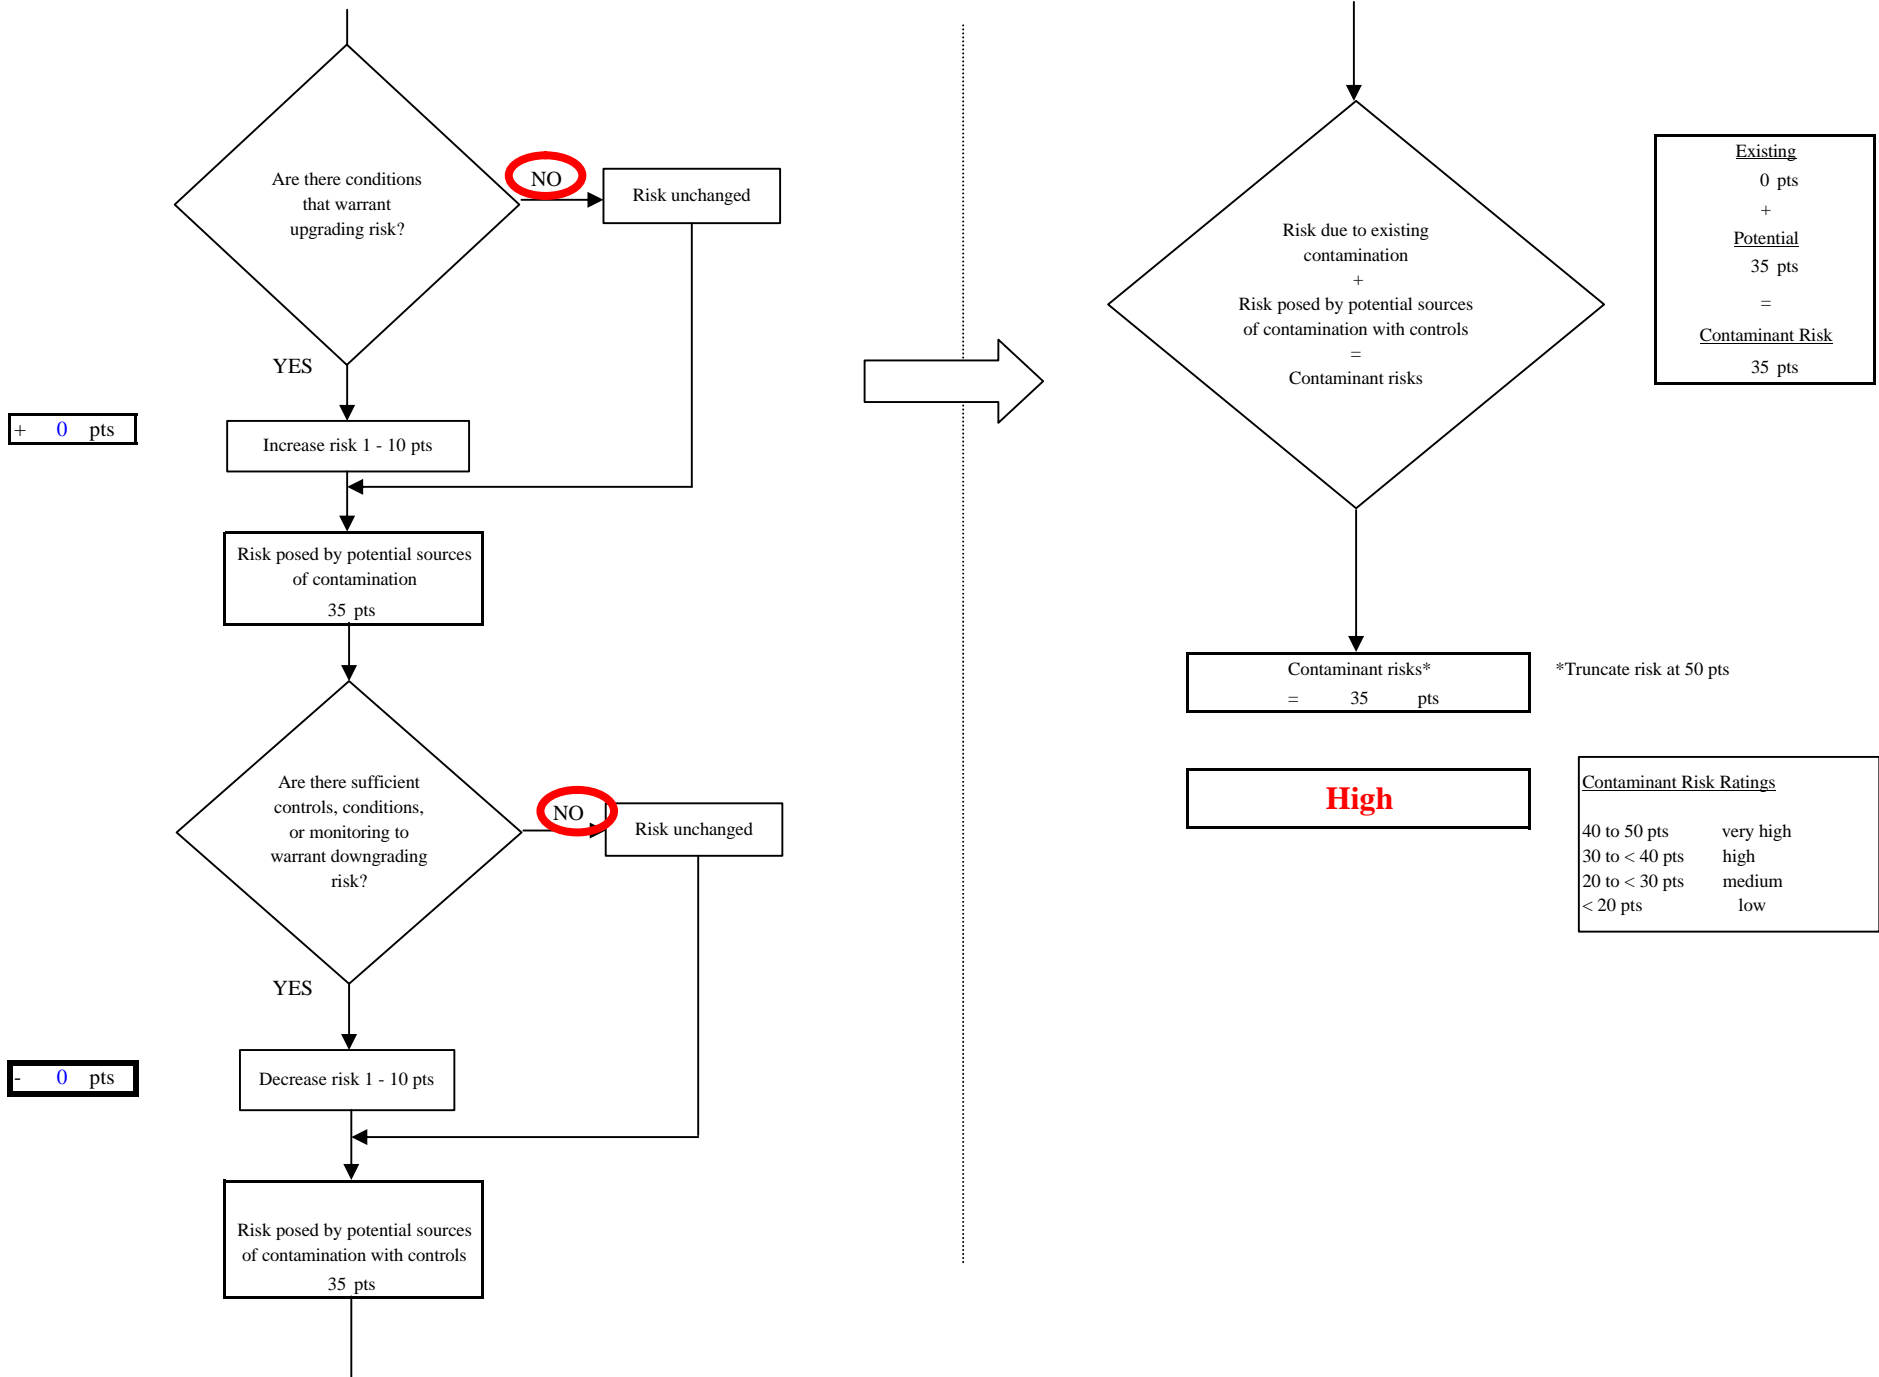 Are there conditions
that warrant
upgrading risk?
NO
Risk unchanged
YES
+ 0 pts
Increase risk 1 - 10 pts
Risk posed by potential sources
of contamination
35 pts
Are there sufficient
controls, conditions,
or monitoring to
warrant downgrading
risk?
NO
Risk unchanged
YES
- 0 pts
Decrease risk 1 - 10 pts
Risk posed by potential sources
of contamination with controls
35 pts
Risk due to existing
contamination
+
Risk posed by potential sources
of contamination with controls
=
Contaminant risks
Existing
0 pts
+
Potential
35 pts
=
Contaminant Risk
35 pts
Contaminant risks*
= 35 pts
*Truncate risk at 50 pts
High
Contaminant Risk Ratings
40 to 50 pts very high
30 to < 40 pts high
20 to < 30 pts medium
< 20 pts low